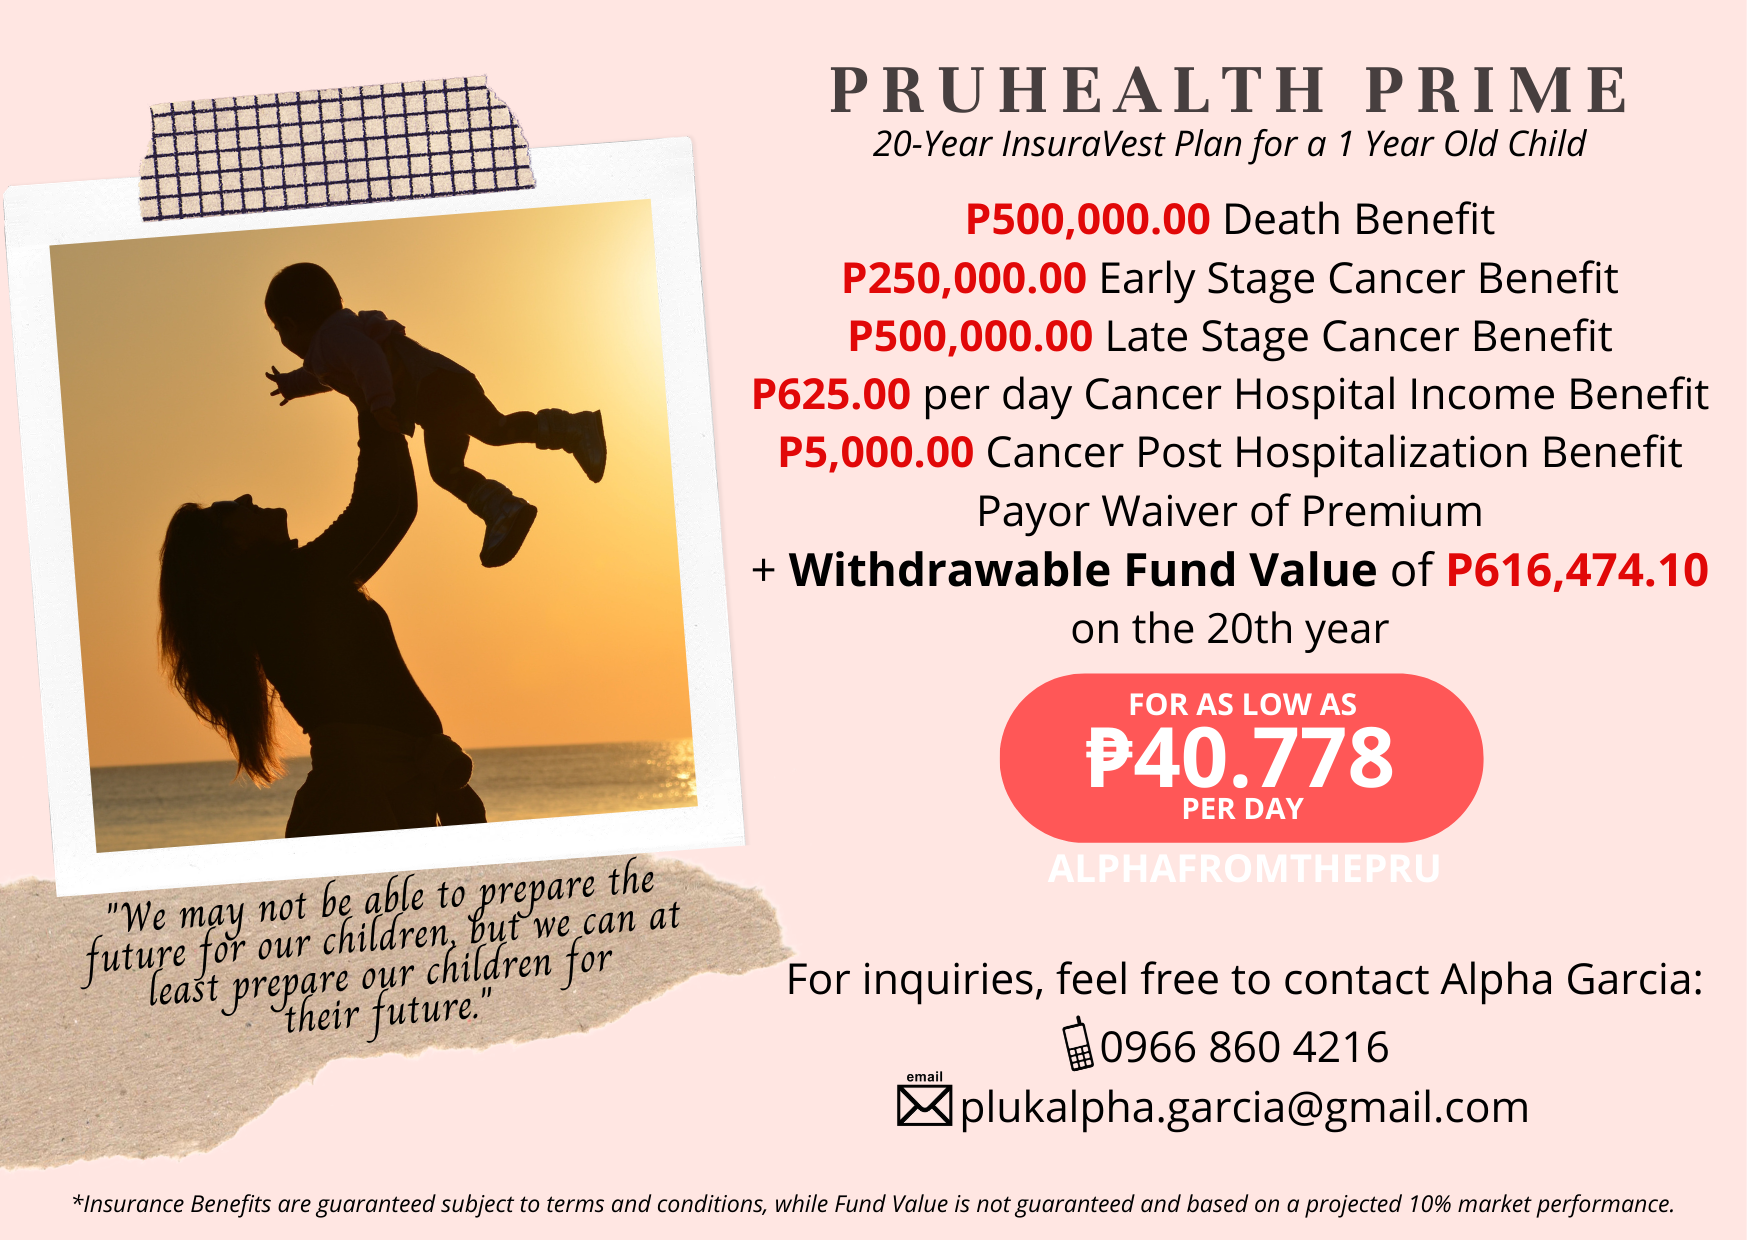 PRUHEALTH PRIME
20-Year InsuraVest Plan for a 1 Year Old Child
P500,000.00 Death Benefit
P250,000.00 Early Stage Cancer Benefit
P500,000.00 Late Stage Cancer Benefit
P625.00 per day Cancer Hospital Income Benefit
P5,000.00 Cancer Post Hospitalization Benefit
Payor Waiver of Premium
+ Withdrawable Fund Value of P616,474.10
on the 20th year
FOR AS LOW AS
₱40.778
PER DAY
ALPHAFROMTHEPRU
"We may not be able to prepare the
future for our children, but we can at
least prepare our children for
their future."
For inquiries, feel free to contact Alpha Garcia:
0966 860 4216
email
plukalpha.garcia@gmail.com
*Insurance Benefits are guaranteed subject to terms and conditions, while Fund Value is not guaranteed and based on a projected 10% market performance.